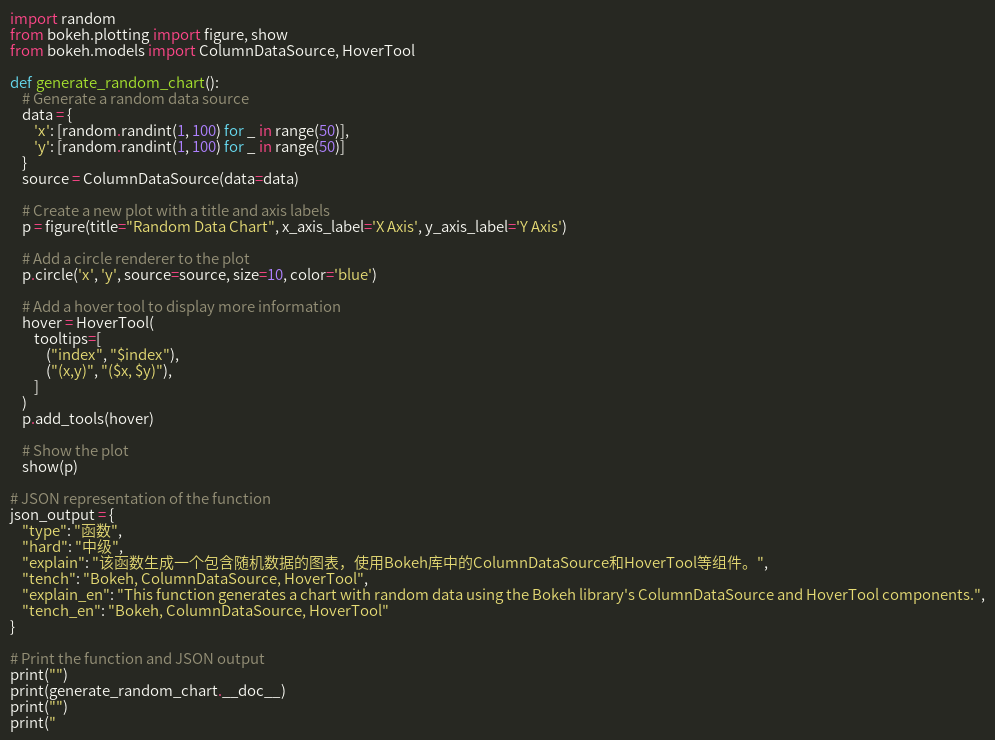 import random
from bokeh.plotting import figure, show
from bokeh.models import ColumnDataSource, HoverTool

def generate_random_chart():
    # Generate a random data source
    data = {
        'x': [random.randint(1, 100) for _ in range(50)],
        'y': [random.randint(1, 100) for _ in range(50)]
    }
    source = ColumnDataSource(data=data)

    # Create a new plot with a title and axis labels
    p = figure(title="Random Data Chart", x_axis_label='X Axis', y_axis_label='Y Axis')

    # Add a circle renderer to the plot
    p.circle('x', 'y', source=source, size=10, color='blue')

    # Add a hover tool to display more information
    hover = HoverTool(
        tooltips=[
            ("index", "$index"),
            ("(x,y)", "($x, $y)"),
        ]
    )
    p.add_tools(hover)

    # Show the plot
    show(p)

# JSON representation of the function
json_output = {
    "type": "函数",
    "hard": "中级",
    "explain": "该函数生成一个包含随机数据的图表，使用Bokeh库中的ColumnDataSource和HoverTool等组件。",
    "tench": "Bokeh, ColumnDataSource, HoverTool",
    "explain_en": "This function generates a chart with random data using the Bokeh library's ColumnDataSource and HoverTool components.",
    "tench_en": "Bokeh, ColumnDataSource, HoverTool"
}

# Print the function and JSON output
print("")
print(generate_random_chart.__doc__)
print("")
print("